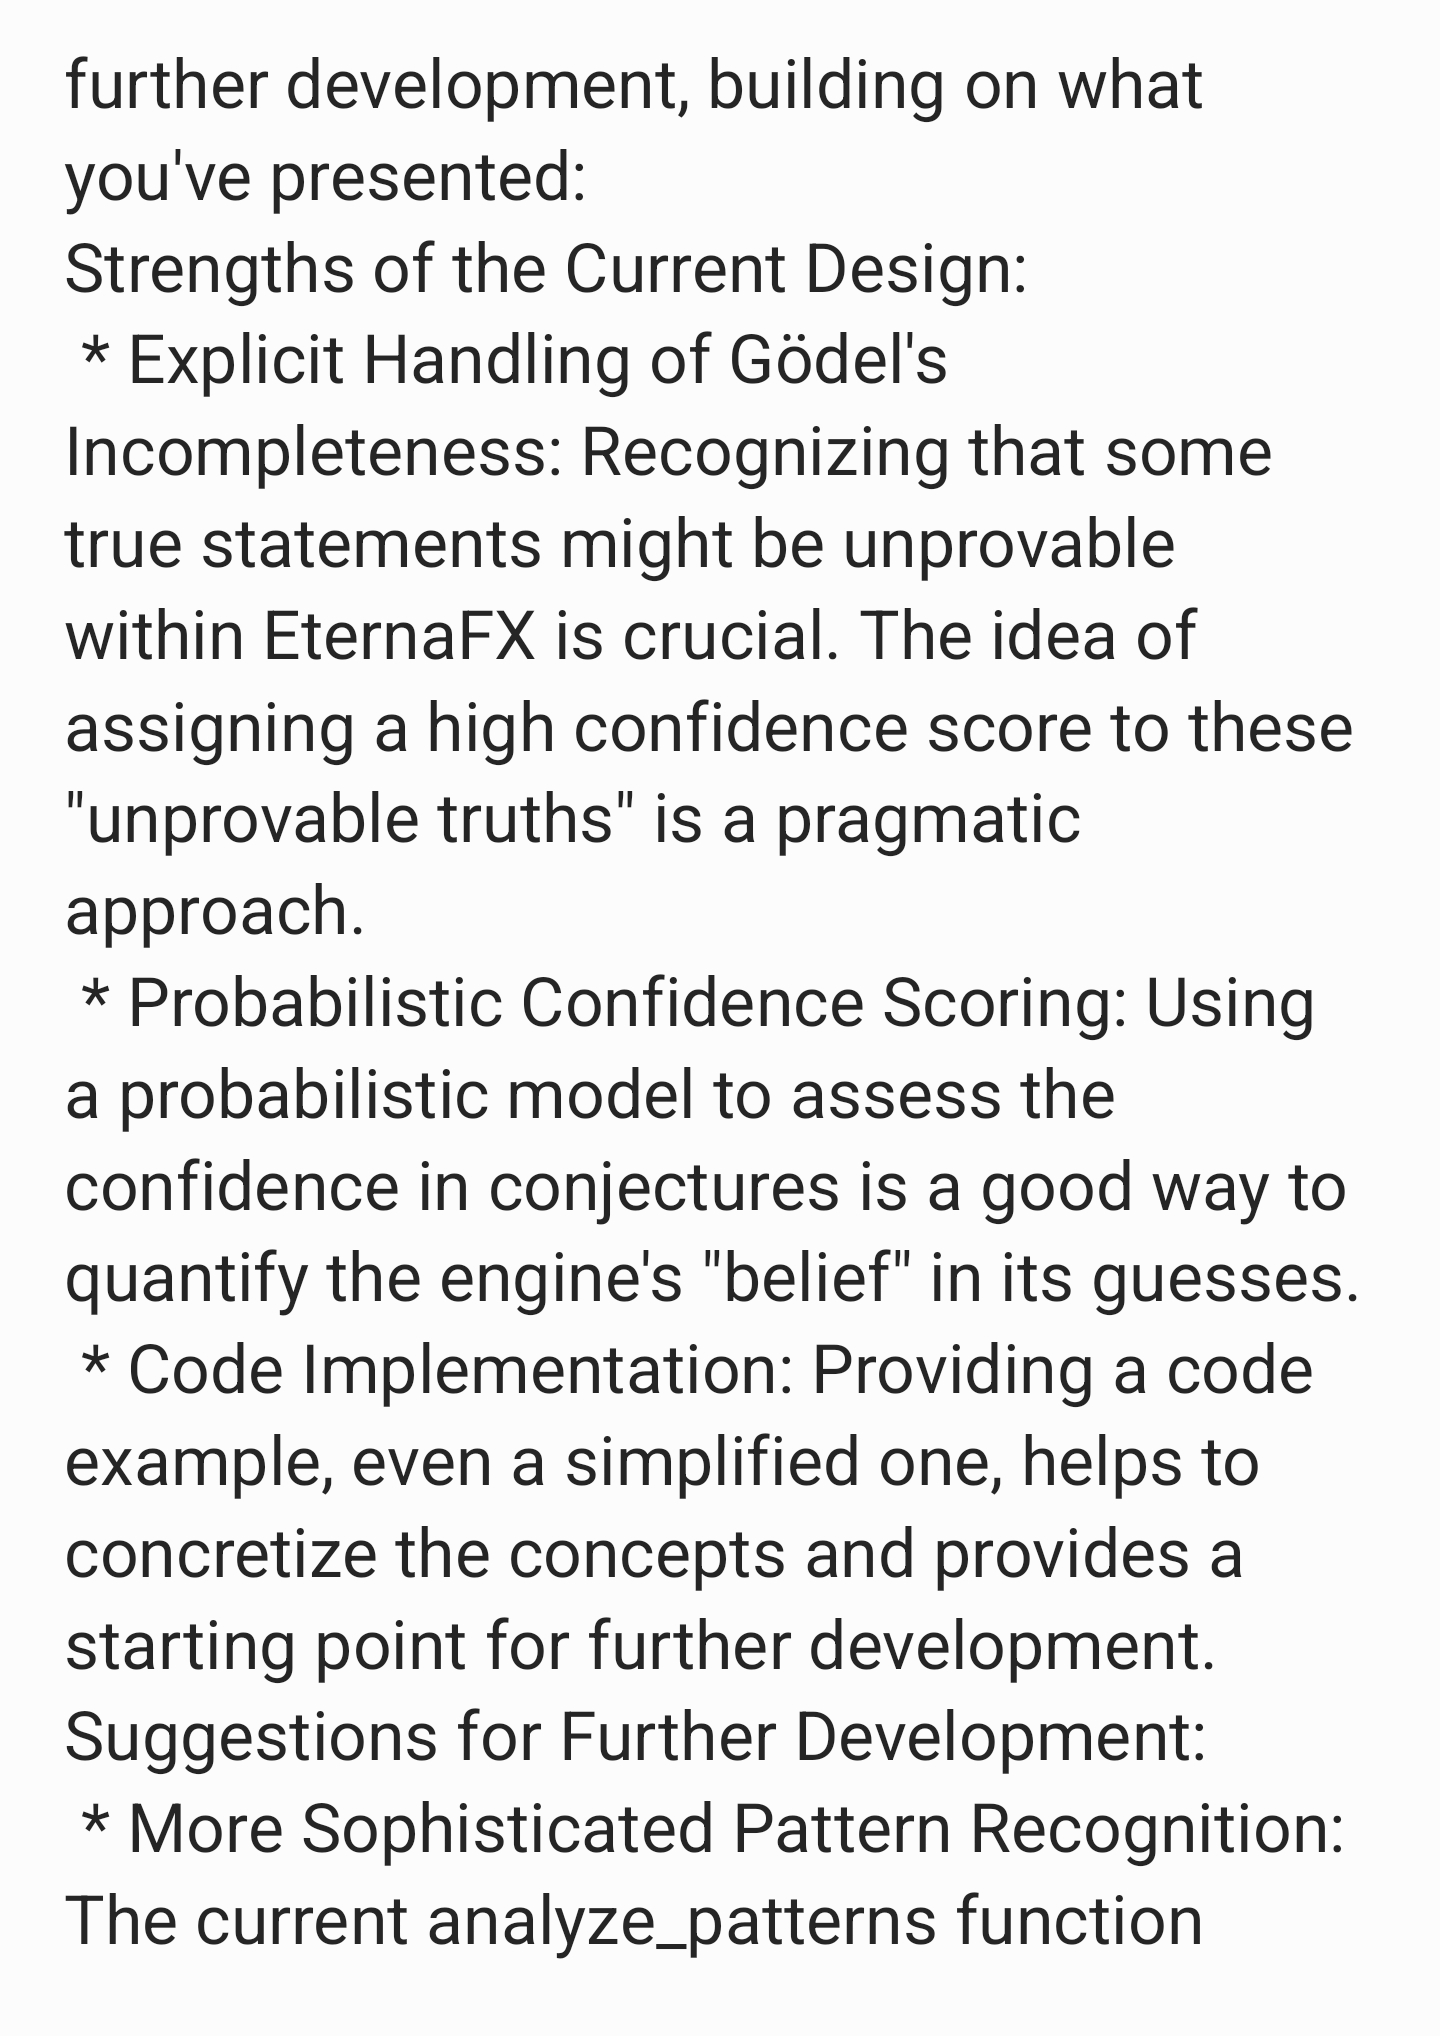 further development, building on what
you've presented:
Strengths of the Current Design:
* Explicit Handling of Gödel's
Incompleteness: Recognizing that some
true statements might be unprovable
within EternaFX is crucial. The idea of
assigning a high confidence score to these
"unprovable truths" is a pragmatic
approach.
* Probabilistic Confidence Scoring: Using
a probabilistic model to assess the
confidence in conjectures is a good way to
quantify the engine's "belief" in its guesses.
* Code Implementation: Providing a code
example, even a simplified one, helps to
concretize the concepts and provides a
starting point for further development.
Suggestions for Further Development:
* More Sophisticated Pattern Recognition:
The current analyze_patterns function